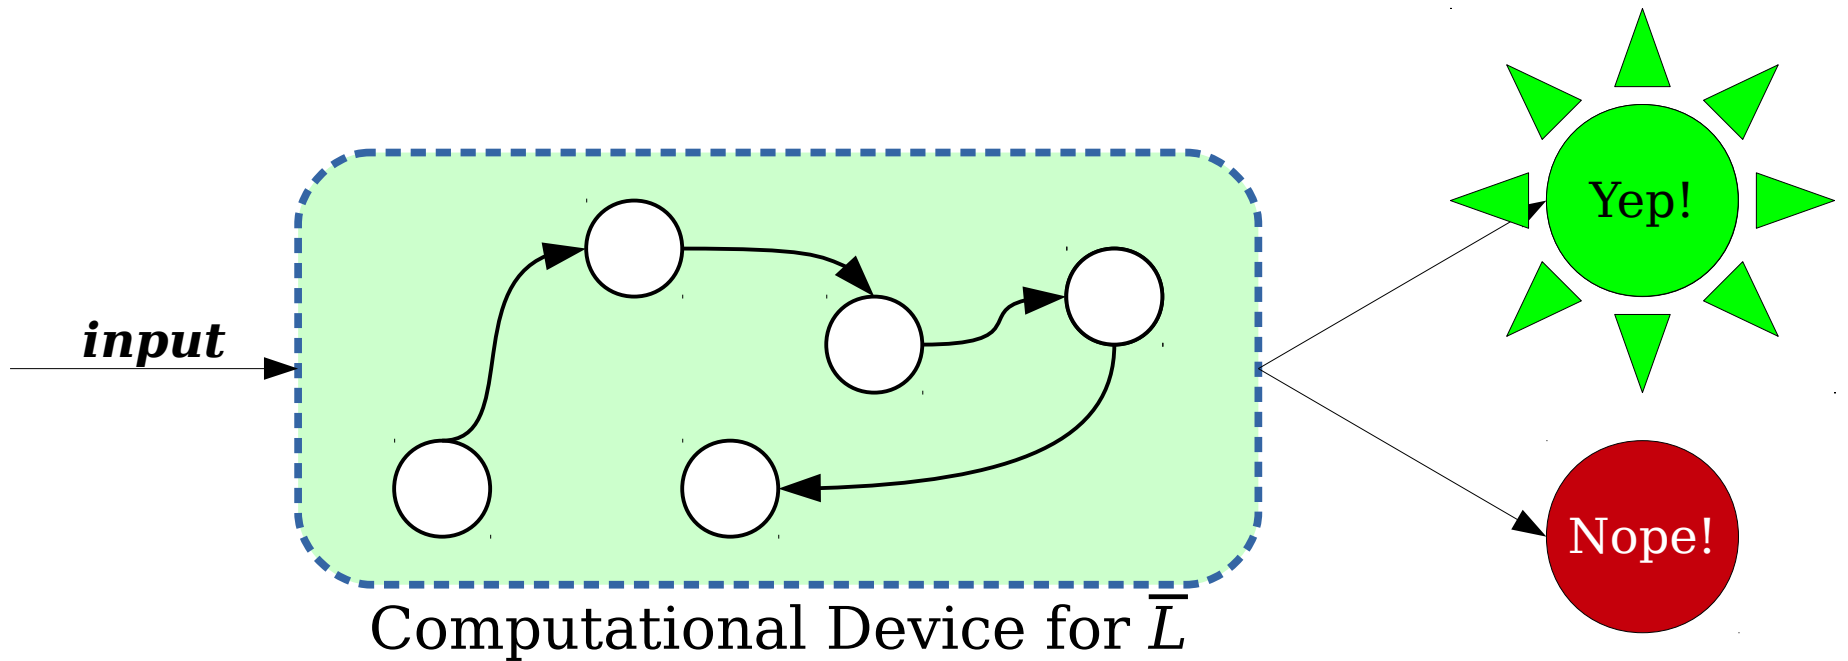 Yep!
input
Nope!
Computational Device for L̅